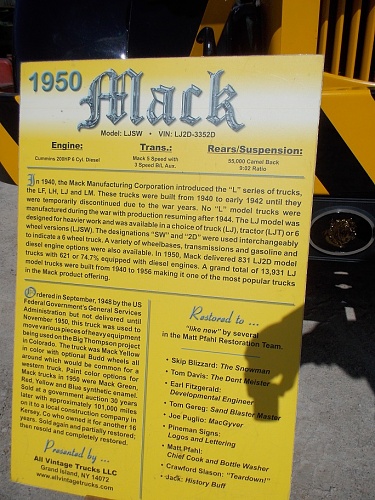 1950 Mack
Model: LJSW • VIN: LJ2D-3352D
Engine:
Cummins 200HP 6 Cyl. Diesel
Trans.:
Mack 5 Speed with
3 Speed Bil, Aux.
Rears/Suspension:
55,000 Camel Back
9:02 Ratio
In 1940, the Mack Manufacturing Corporation introduced the "L" series of trucks,
the LF, LH, LJ and LM. These trucks were built from 1940 to early 1942 until they
were temporarily discontinued due to the war years. No "L" model trucks were
manufactured during the war with production resuming after 1944. The LJ model was
designed for heavier work and was available in choice of truck (LJ), tractor (LJT) or 6
wheel versions (LJSW). The designations "SW" and "2D" were used interchangeably
to indicate a 6 wheel truck. A variety of wheelbases, transmissions and gasoline and
diesel engine options were also available. In 1950, Mack delivered 831 LJ2D model
trucks with 621 or 74.7% equipped with diesel engines. A grand total of 13,931 LJ
model trucks were built from 1940 to 1956 making it one of the most popular trucks
in the Mack product offering.
Ordered in September, 1948 by the US
Federal Government's General Services
Administration but not delivered until
November 1950, this truck was used to
move various pieces of heavy equipment
being used on the Big Thompson project
in Colorado. The truck was Mack Yellow
in color with optional Budd wheels all
around which would be common for a
western truck. Paint color options for
Mack trucks in 1950 were Mack Green,
Red, Yellow and Blue synthetic enamel.
Sold at a government auction 30 years
later with approximately 101,000 miles
on it to a local construction company in
Kersey, Co who owned it for another 16
years. Sold again and partially restored;
then resold and completely restored.
Presented by ...
All Vintage Trucks LLC
Grand Island, NY 14072
www.allvintagetrucks.com
Restored to ...
"like new" by several
in the Matt Pfahl Restoration Team.
• Skip Blizzard: The Snowman
• Tom Davis: The Dent Meister
• Earl Fitzgerald:
Developmental Engineer
• Tom Gereg: Sand Blaster Master
• Joe Puglio: MacGyver
• Pineman Signs:
Logos and Lettering
• Matt Pfahl:
Chief Cook and Bottle Washer
• Crawford Slason: "Teardown!"
• Jack: History Buff